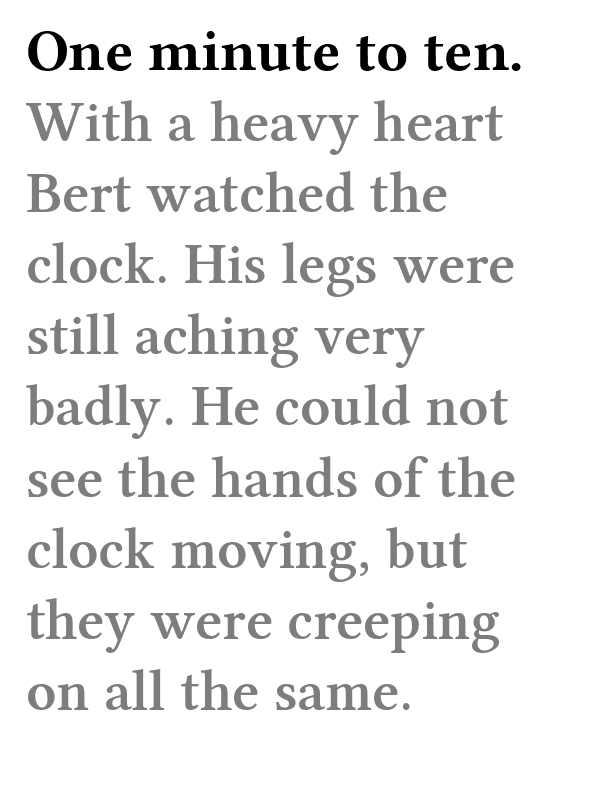 One minute to ten.
With a heavy heart
Bert watched the
clock. His legs were
still aching very
badly. He could not
see the hands of the
clock moving, but
they were creeping
on all the same.